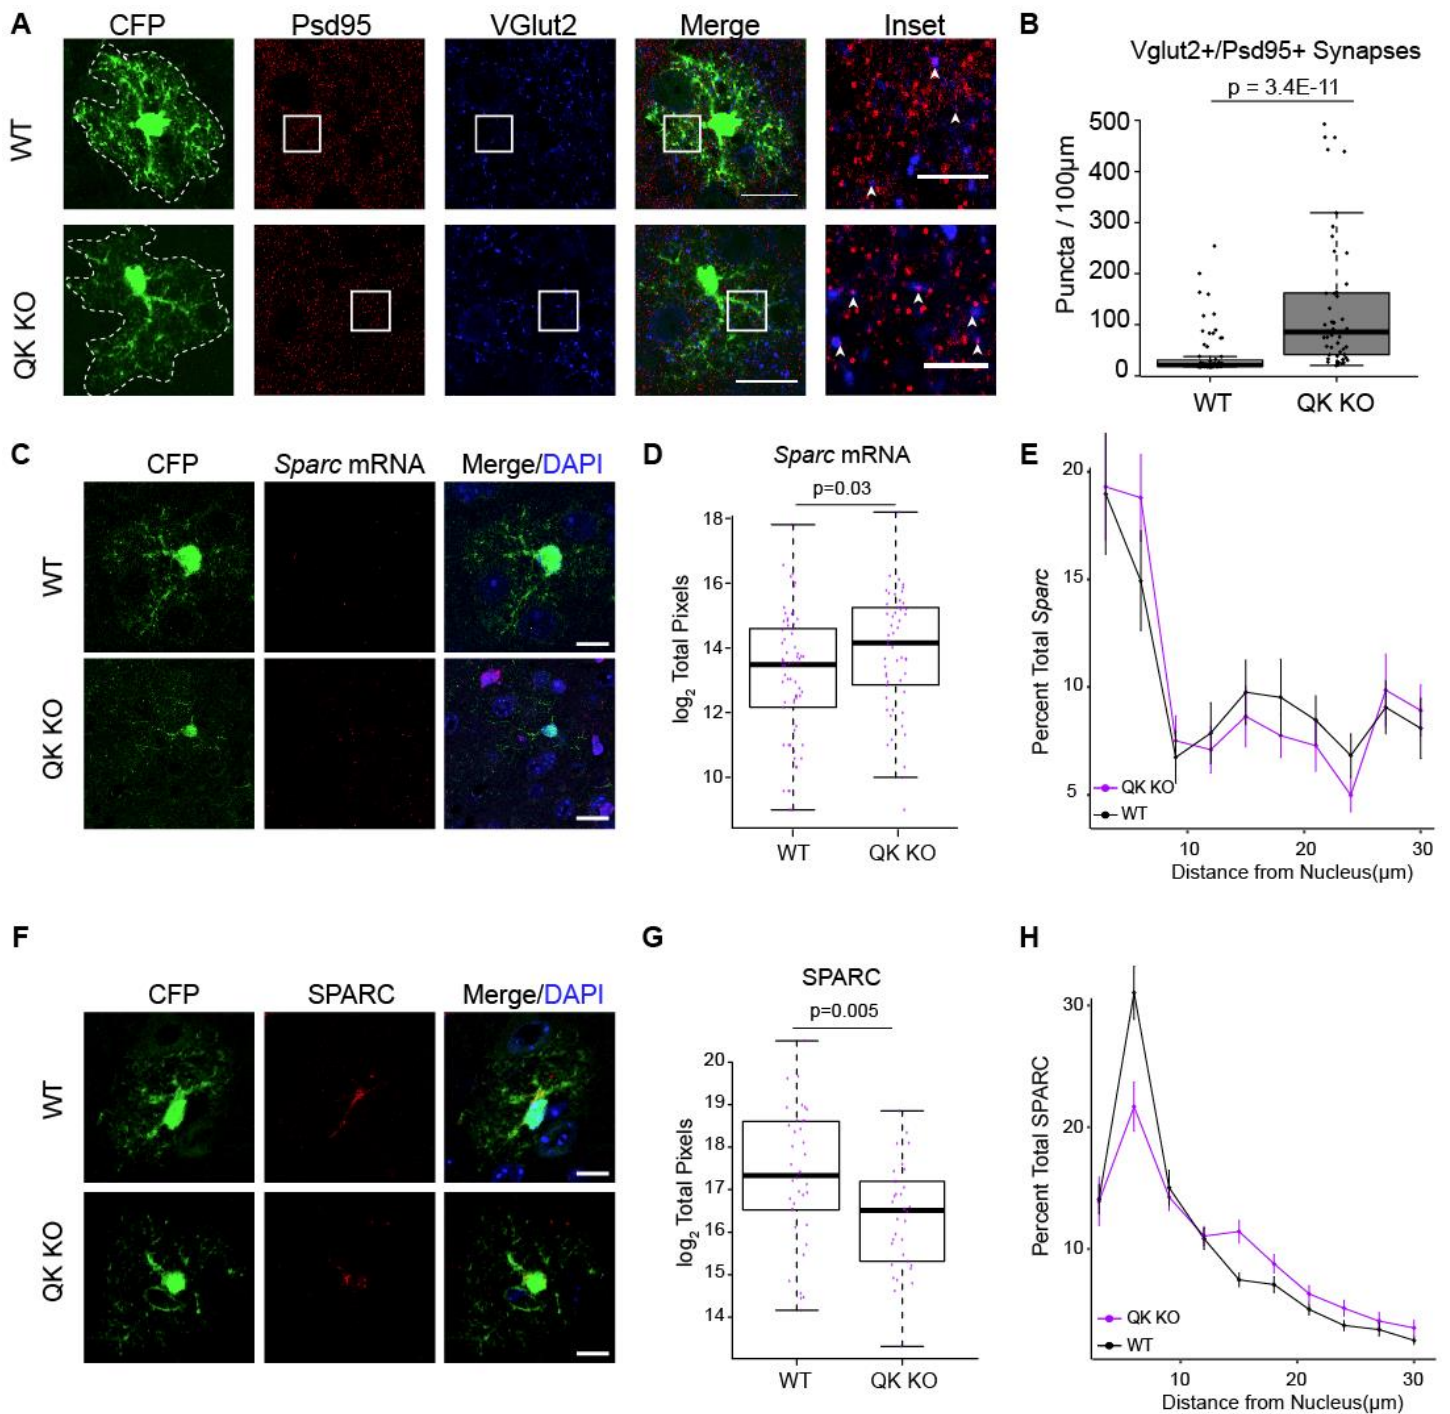 A
CFP
Psd95
VGlut2
Merge
Inset
WT
QK KO
B
Vglut2+/Psd95+ Synapses
p = 3.4E-11
Puncta / 100µm
500
400
300
200
100
0
WT
QK KO
C
CFP
Sparc mRNA
Merge/DAPI
WT
QK KO
D
Sparc mRNA
p=0.03
log2 Total Pixels
18
16
14
12
10
WT
QK KO
E
Percent Total Sparc
20
15
10
5
QK KO
WT
10
20
30
Distance from Nucleus(µm)
F
CFP
SPARC
Merge/DAPI
WT
QK KO
G
SPARC
p=0.005
log2 Total Pixels
20
19
18
17
16
15
14
WT
QK KO
H
Percent Total SPARC
30
20
10
QK KO
WT
10
20
30
Distance from Nucleus(µm)